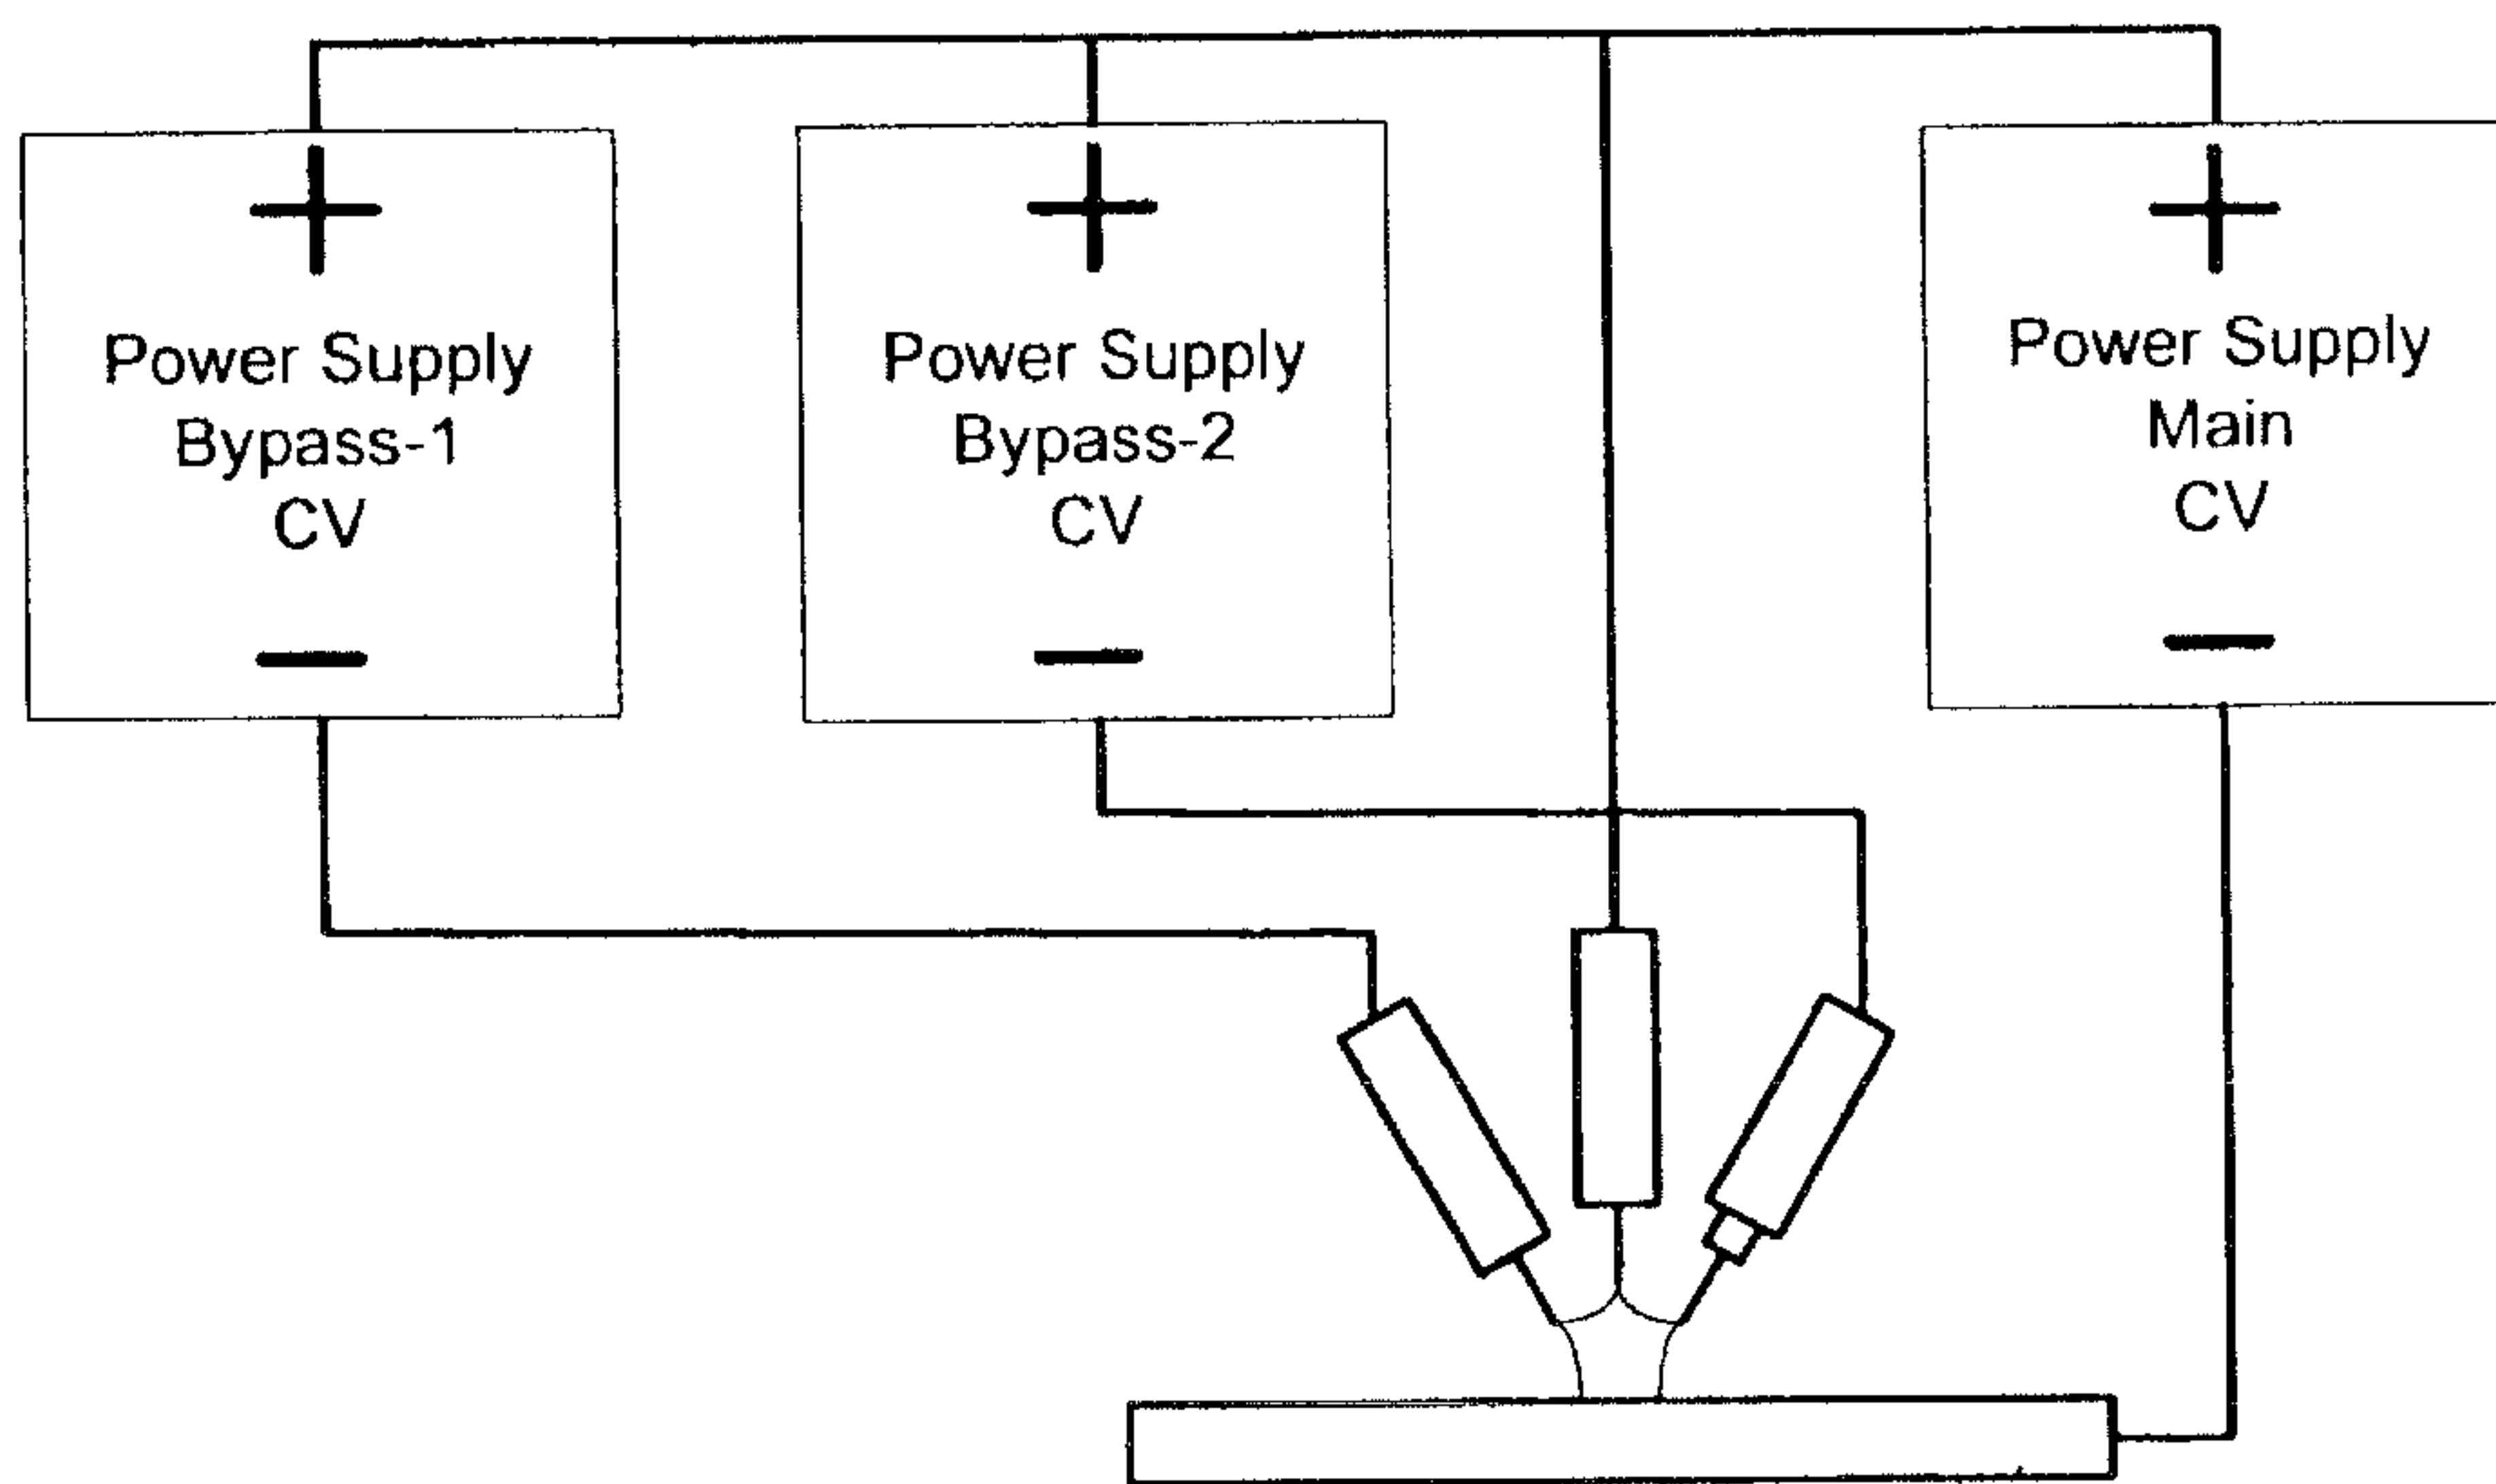 +
Power Supply
Bypass-1
CV
−
+
Power Supply
Bypass-2
CV
−
+
Power Supply
Main
CV
−